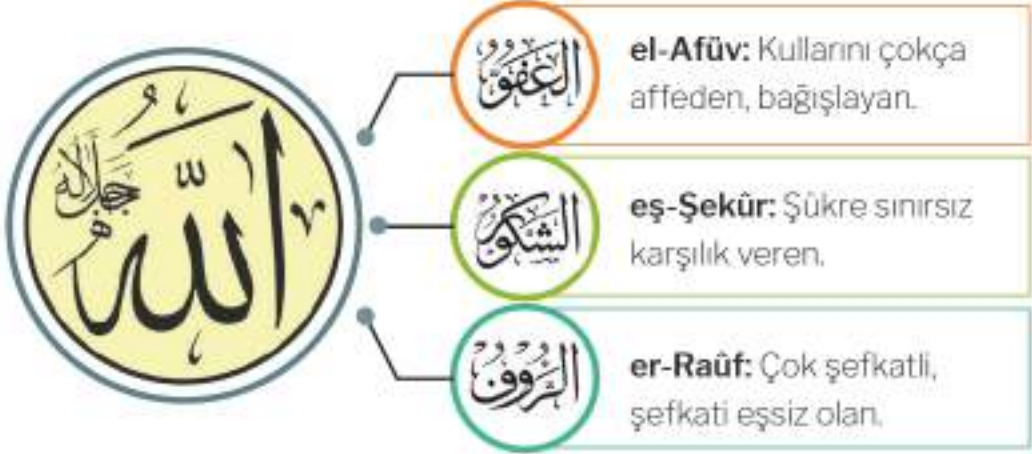 الله
جل جلاله
العفو
el-Afüv: Kullarını çokça
affeden, bağışlayan.
الشكور
eş-Şekûr: Şükre sınırsız
karşılık veren.
الرءوف
er-Raûf: Çok şefkatli,
şefkati eşsiz olan.